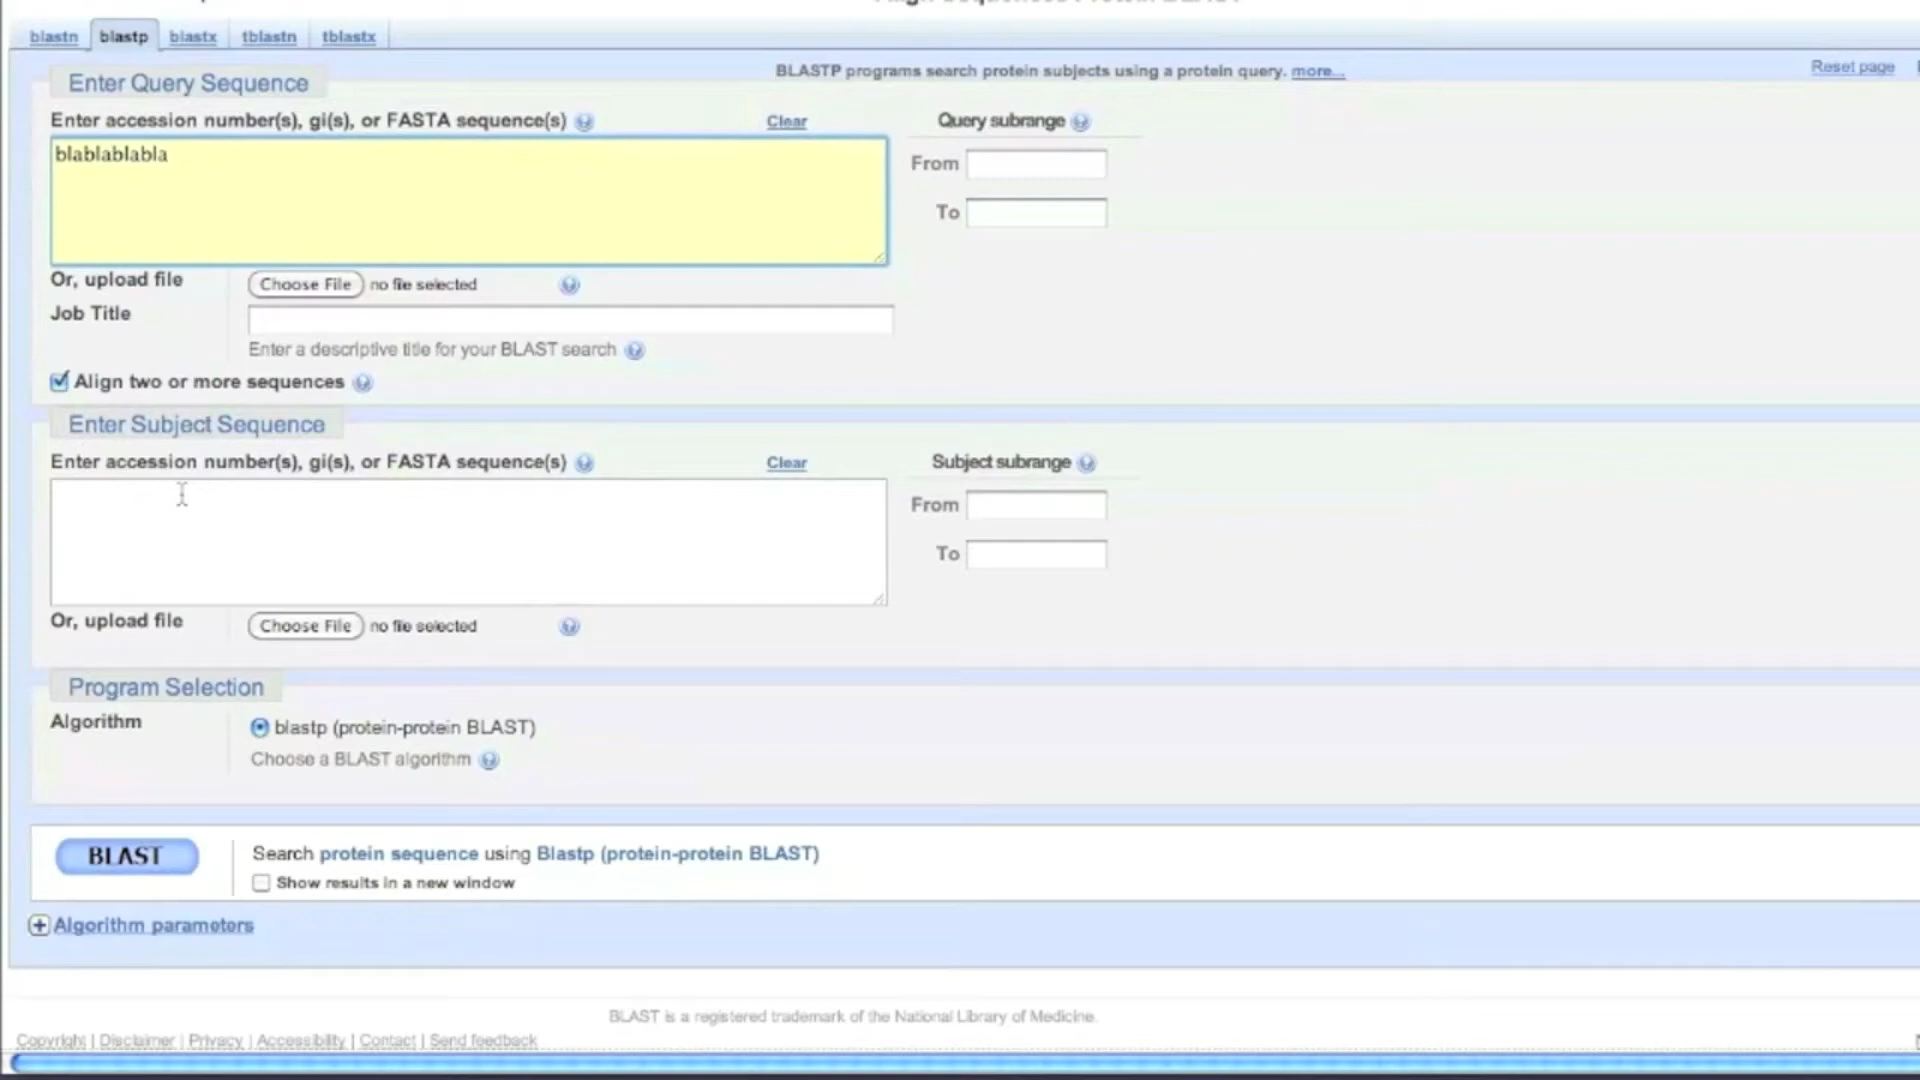 blastn blastp blastx tblastn tblastx
BLASTP programs search protein subjects using a protein query. more...
Reset page
Enter Query Sequence
Enter accession number(s), gi(s), or FASTA sequence(s)
Clear
Query subrange
blablablabla
From
To
Or, upload file
Choose File no file selected
Job Title
Enter a descriptive title for your BLAST search
Align two or more sequences
Enter Subject Sequence
Enter accession number(s), gi(s), or FASTA sequence(s)
Clear
Subject subrange
From
To
Or, upload file
Choose File no file selected
Program Selection
Algorithm
blastp (protein-protein BLAST)
Choose a BLAST algorithm
BLAST
Search protein sequence using Blastp (protein-protein BLAST)
Show results in a new window
Algorithm parameters
BLAST is a registered trademark of the National Library of Medicine.
Copyright | Disclaimer | Privacy | Accessibility | Contact | Send feedback